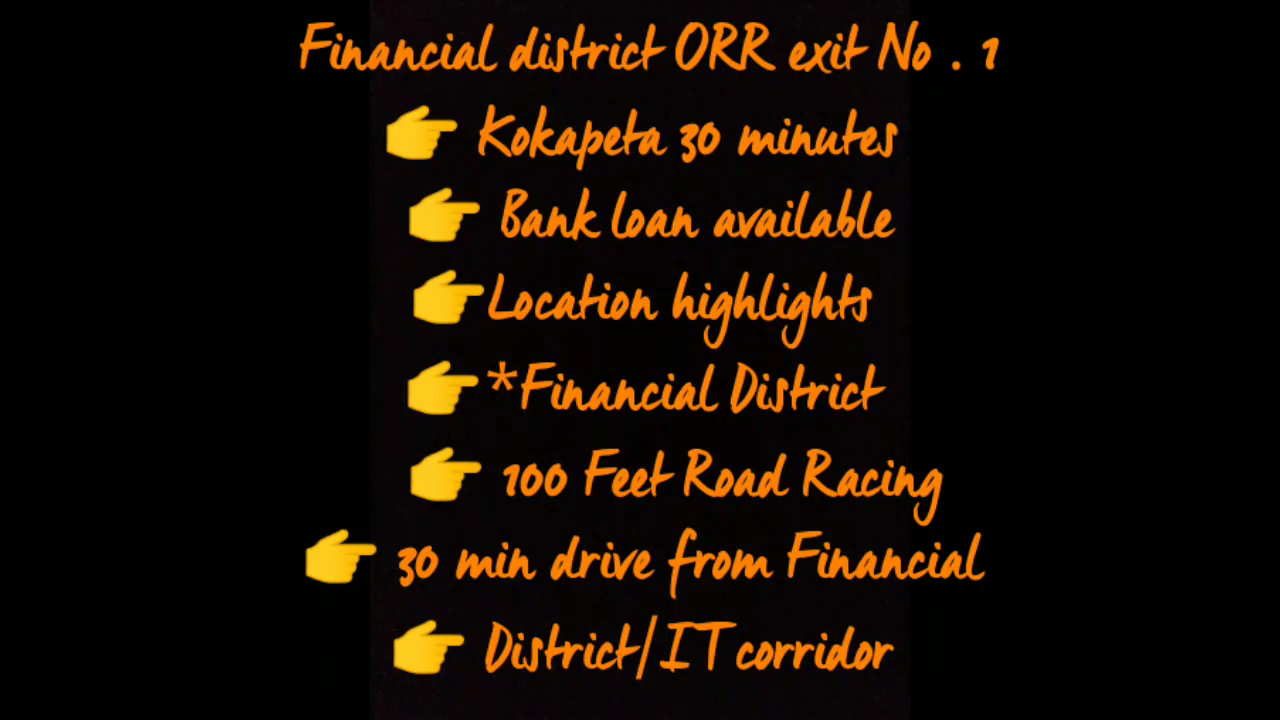 Financial district ORR exit No . 1
👉 Kokapeta 30 minutes
👉 Bank loan available
👉Location highlights
👉*Financial District
👉 100 Feet Road Racing
👉 30 min drive from Financial
👉 District/IT corridor